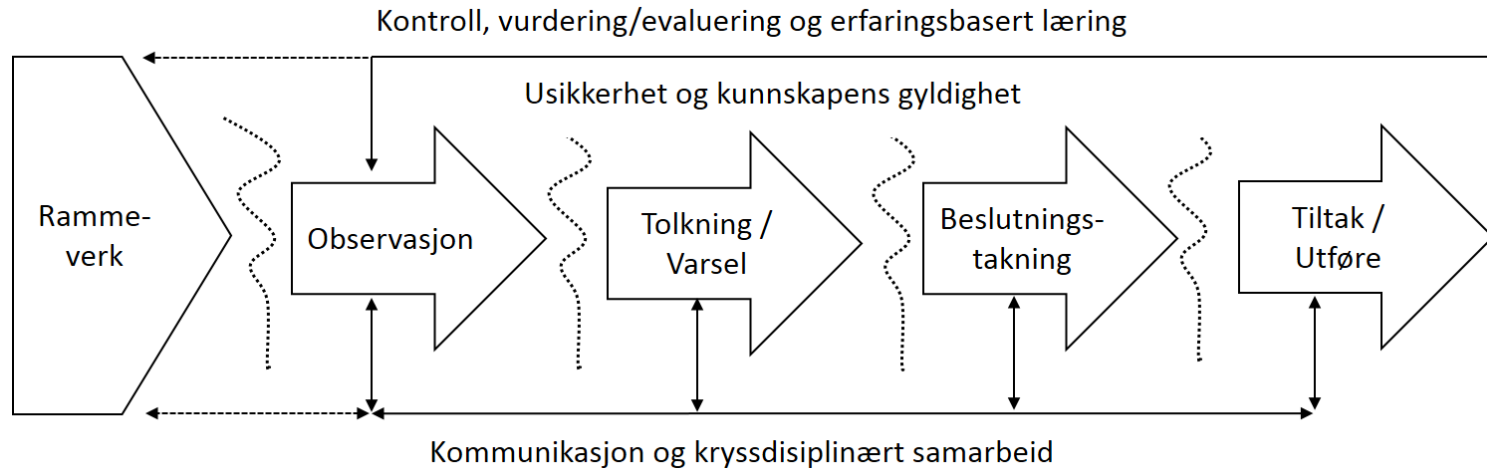 Kontroll, vurdering/evaluering og erfaringsbasert læring
Usikkerhet og kunnskapens gyldighet
Ramme-
verk
Observasjon
Tolkning /
Varsel
Beslutnings-
takning
Tiltak /
Utføre
Kommunikasjon og kryssdisiplinært samarbeid